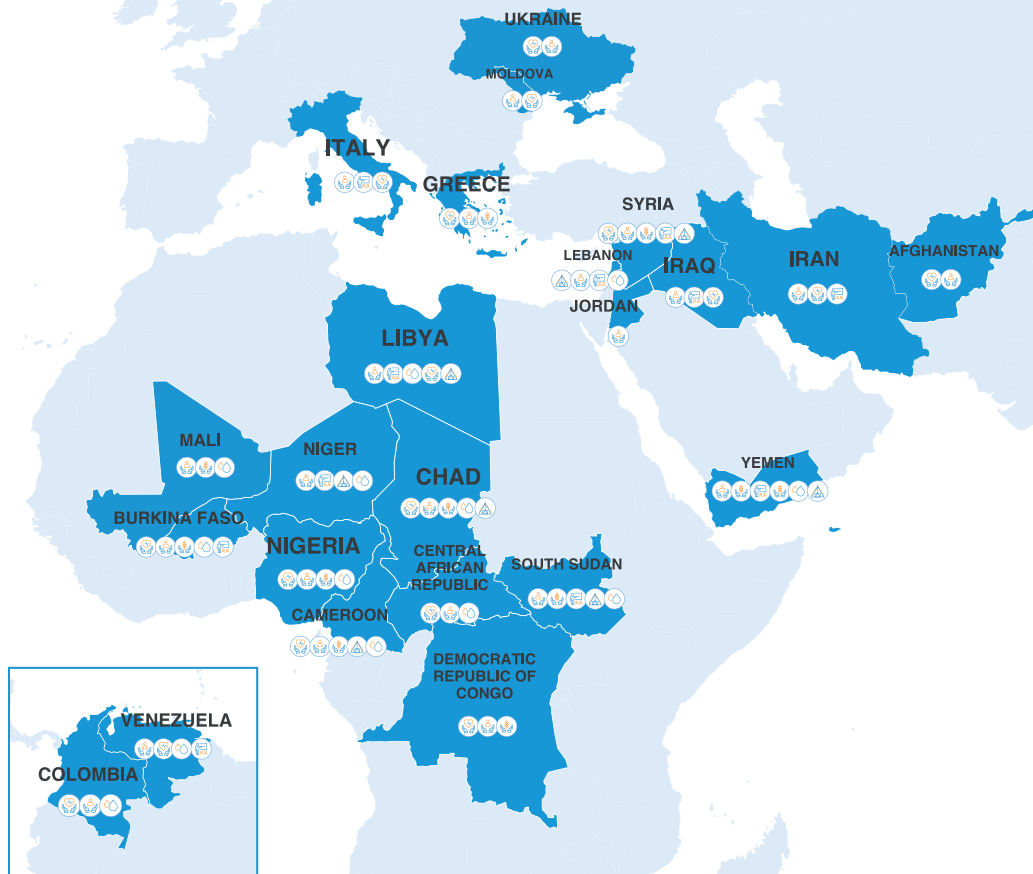 UKRAINE
MOLDOVA
ITALY
GREECE
SYRIA
LEBANON
IRAQ
IRAN
AFGHANISTAN
JORDAN
LIBYA
MALI
NIGER
CHAD
YEMEN
BURKINA FASO
NIGERIA
CENTRAL
AFRICAN
REPUBLIC
SOUTH SUDAN
CAMEROON
DEMOCRATIC
REPUBLIC OF
CONGO
VENEZUELA
COLOMBIA